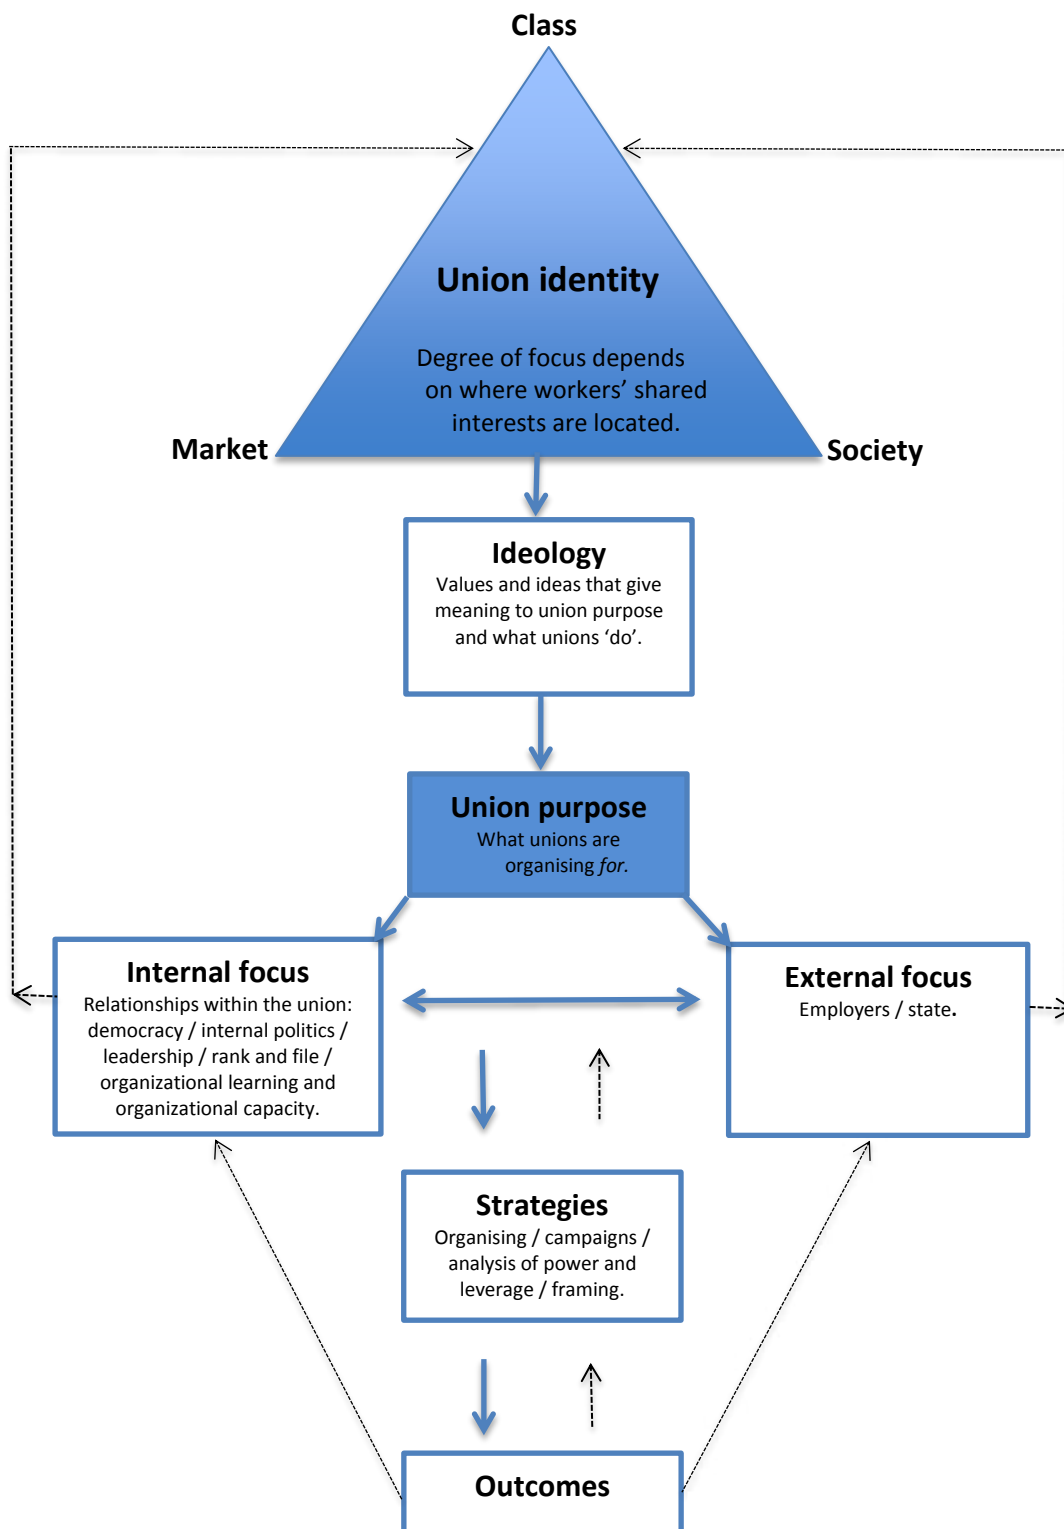 Class
Union identity
Degree of focus depends
on where workers’ shared
interests are located.
Market
Society
Ideology
Values and ideas that give
meaning to union purpose
and what unions ‘do’.
Union purpose
What unions are
organising for.
Internal focus
Relationships within the union:
democracy / internal politics /
leadership / rank and file /
organizational learning and
organizational capacity.
External focus
Employers / state.
Strategies
Organising / campaigns /
analysis of power and
leverage / framing.
Outcomes